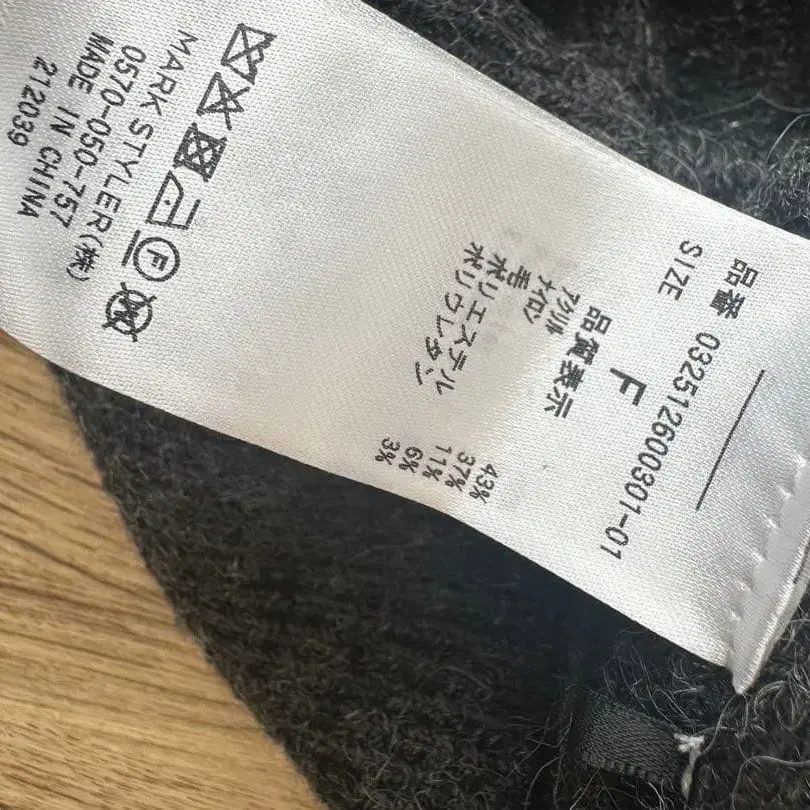 品番 032512600301-01
SIZE F
品質表示
アクリル 43%
ナイロン 37%
毛 11%
ポリエステル 6%
ポリウレタン 3%
MARK STYLER(株)
0570-050-757
MADE IN CHINA
212039